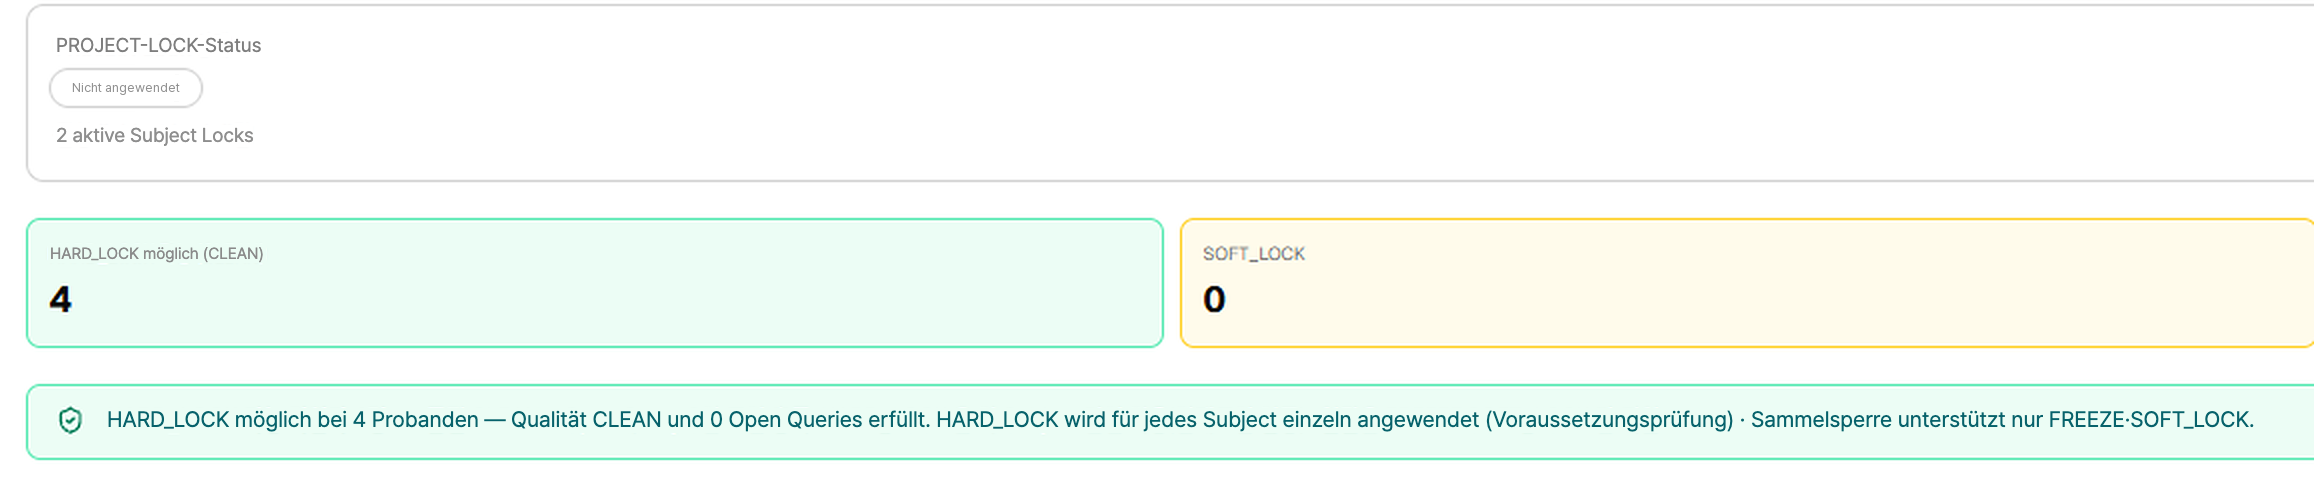 PROJECT-LOCK-Status
Nicht angewendet
2 aktive Subject Locks
HARD_LOCK möglich (CLEAN)
4
SOFT_LOCK
0
HARD_LOCK möglich bei 4 Probanden — Qualität CLEAN und 0 Open Queries erfüllt. HARD_LOCK wird für jedes Subject einzeln angewendet (Voraussetzungsprüfung) · Sammelsperre unterstützt nur FREEZE·SOFT_LOCK.